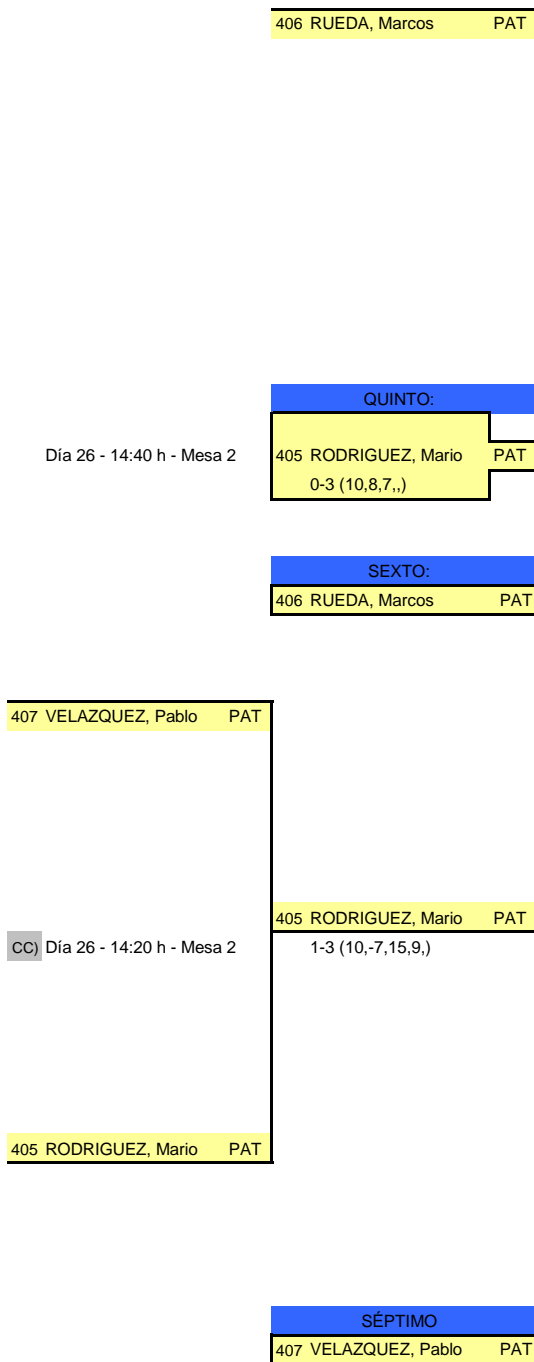 406 RUEDA, Marcos PAT
QUINTO:
Día 26 - 14:40 h - Mesa 2 405 RODRIGUEZ, Mario PAT
0-3 (10,8,7,,)
SEXTO:
406 RUEDA, Marcos PAT
407 VELAZQUEZ, Pablo PAT
405 RODRIGUEZ, Mario PAT
CC) Día 26 - 14:20 h - Mesa 2 1-3 (10,-7,15,9,)
405 RODRIGUEZ, Mario PAT
SÉPTIMO
407 VELAZQUEZ, Pablo PAT